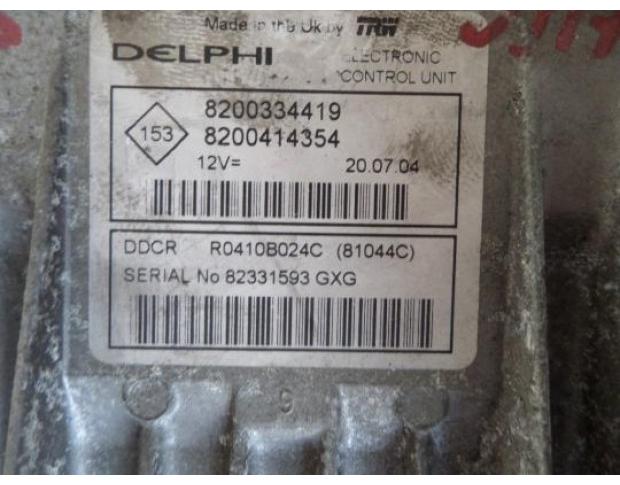 Made in the Uk by TRW
DELPHI
ELECTRONIC
CONTROL UNIT
153
8200334419
8200414354
12V=
20.07.04
DDCR R0410B024C (81044C)
SERIAL No 82331593 GXG
9